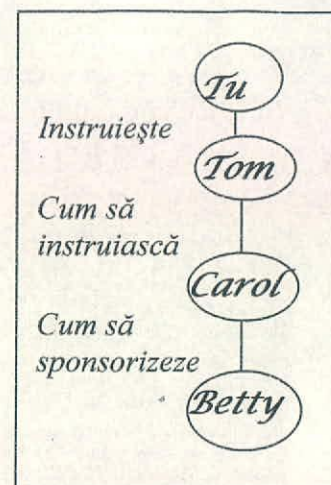 Tu
Instruiește
Tom
Cum să
instruiască
Carol
Cum să
sponsorizeze
Betty